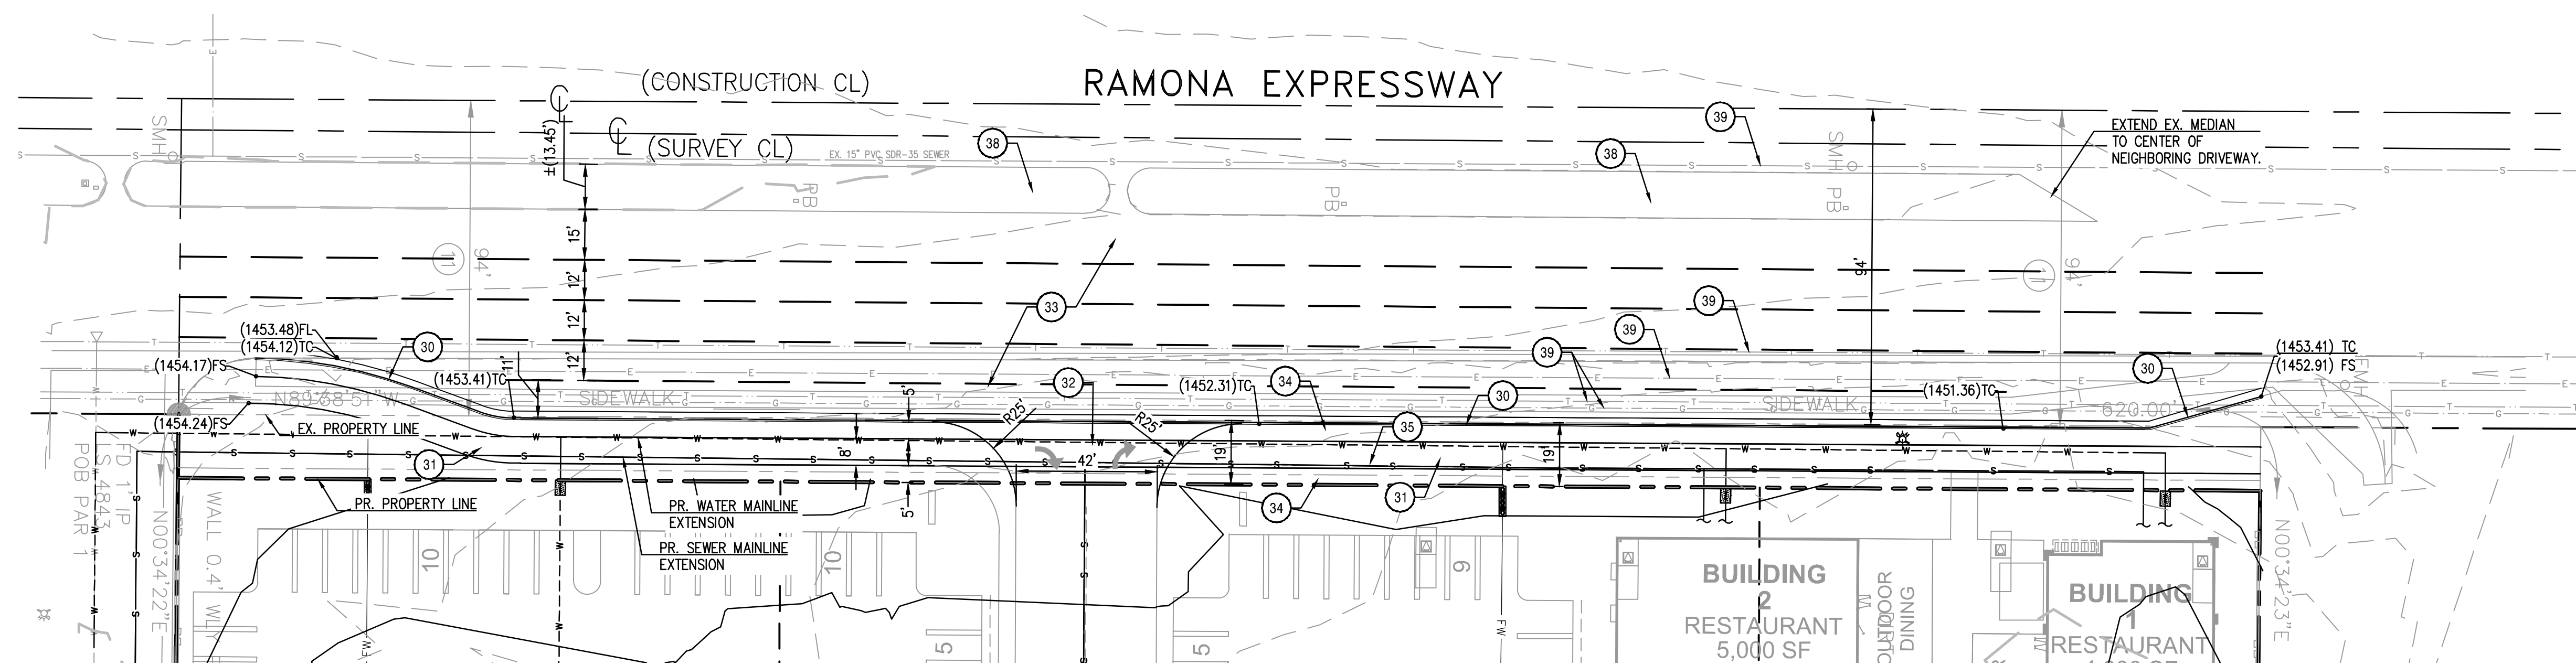 (CONSTRUCTION CL)
RAMONA EXPRESSWAY
(SURVEY CL)
±(13.45')
EX. 15" PVC SDR-35 SEWER
SMH
SMH
PB
PB
PB
38
38
39
EXTEND EX. MEDIAN
TO CENTER OF
NEIGHBORING DRIVEWAY.
11
94'
15'
12'
12'
12'
11'
94'
11
94'
33
39
39
39
(1453.48)FL
(1454.12)TC
30
(1454.17)FS
(1453.41)TC
N89°38'51"W
SIDEWALK
5'
32
(1452.31)TC
34
30
(1451.36)TC
SIDEWALK
30
(1453.41) TC
(1452.91) FS
620.00'
(1454.24)FS
EX. PROPERTY LINE
R25'
R25'
35
31
8'
42'
19'
19'
31
34
5'
PR. PROPERTY LINE
PR. WATER MAINLINE
EXTENSION
PR. SEWER MAINLINE
EXTENSION
FD 1" IP
LS 4843
POB PAR 1
N00°34'22"E
WALL 0.4' WLY
N00°34'23"E
10
10
9
5
5
FW
FW
BUILDING
2
RESTAURANT
5,000 SF
OUTDOOR
DINING
BUILDING
1
RESTAURANT